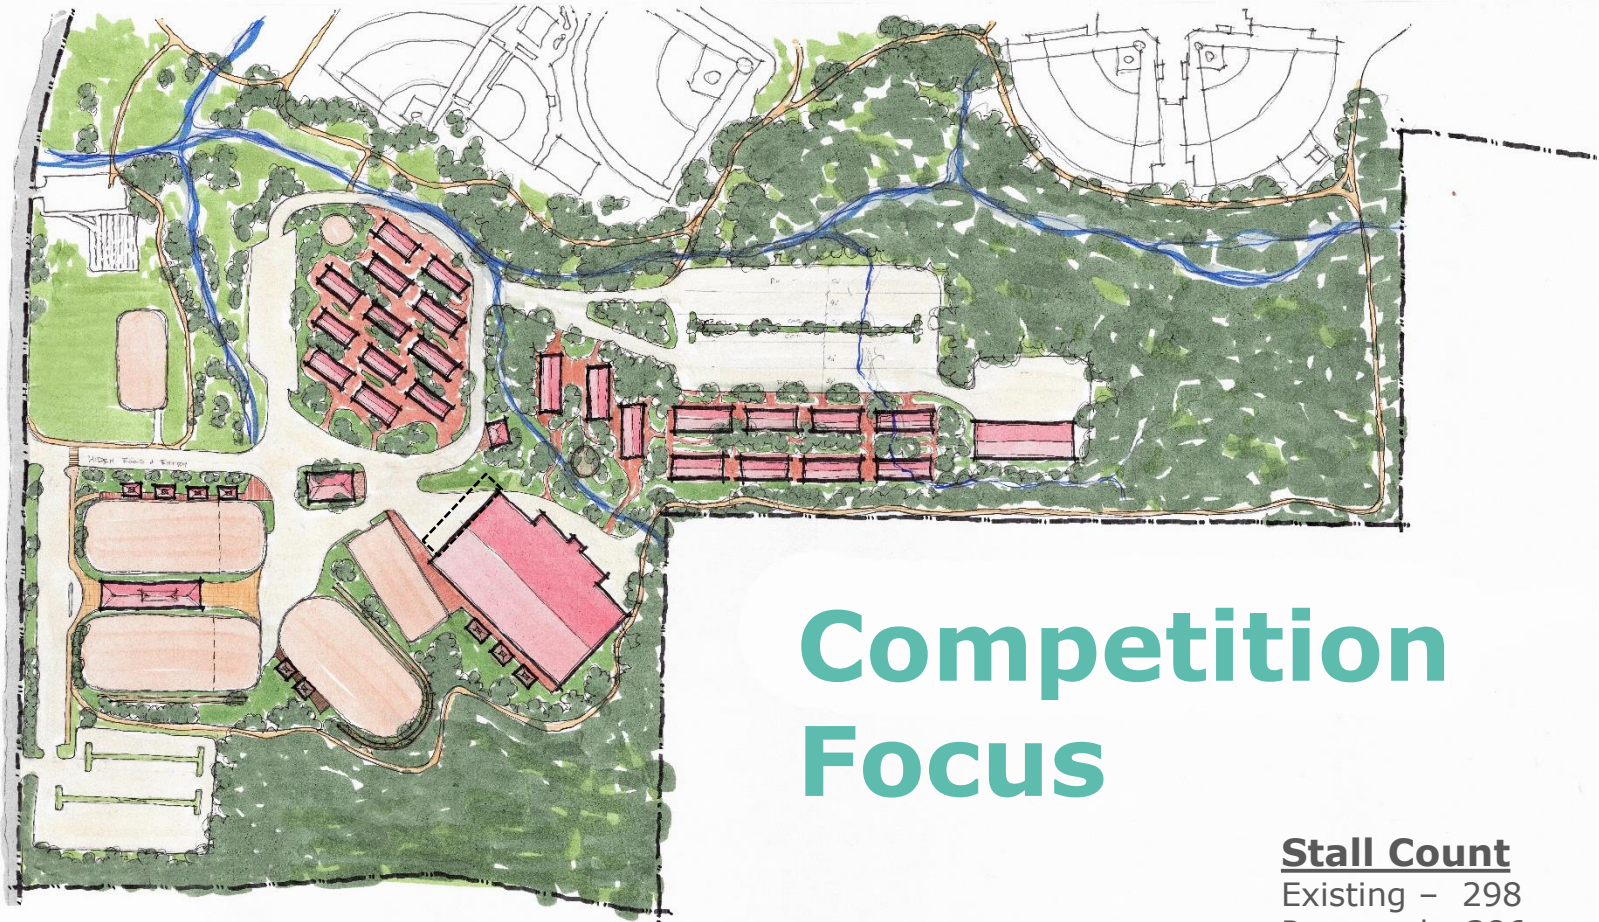 Competition
Focus
Stall Count
Existing – 298